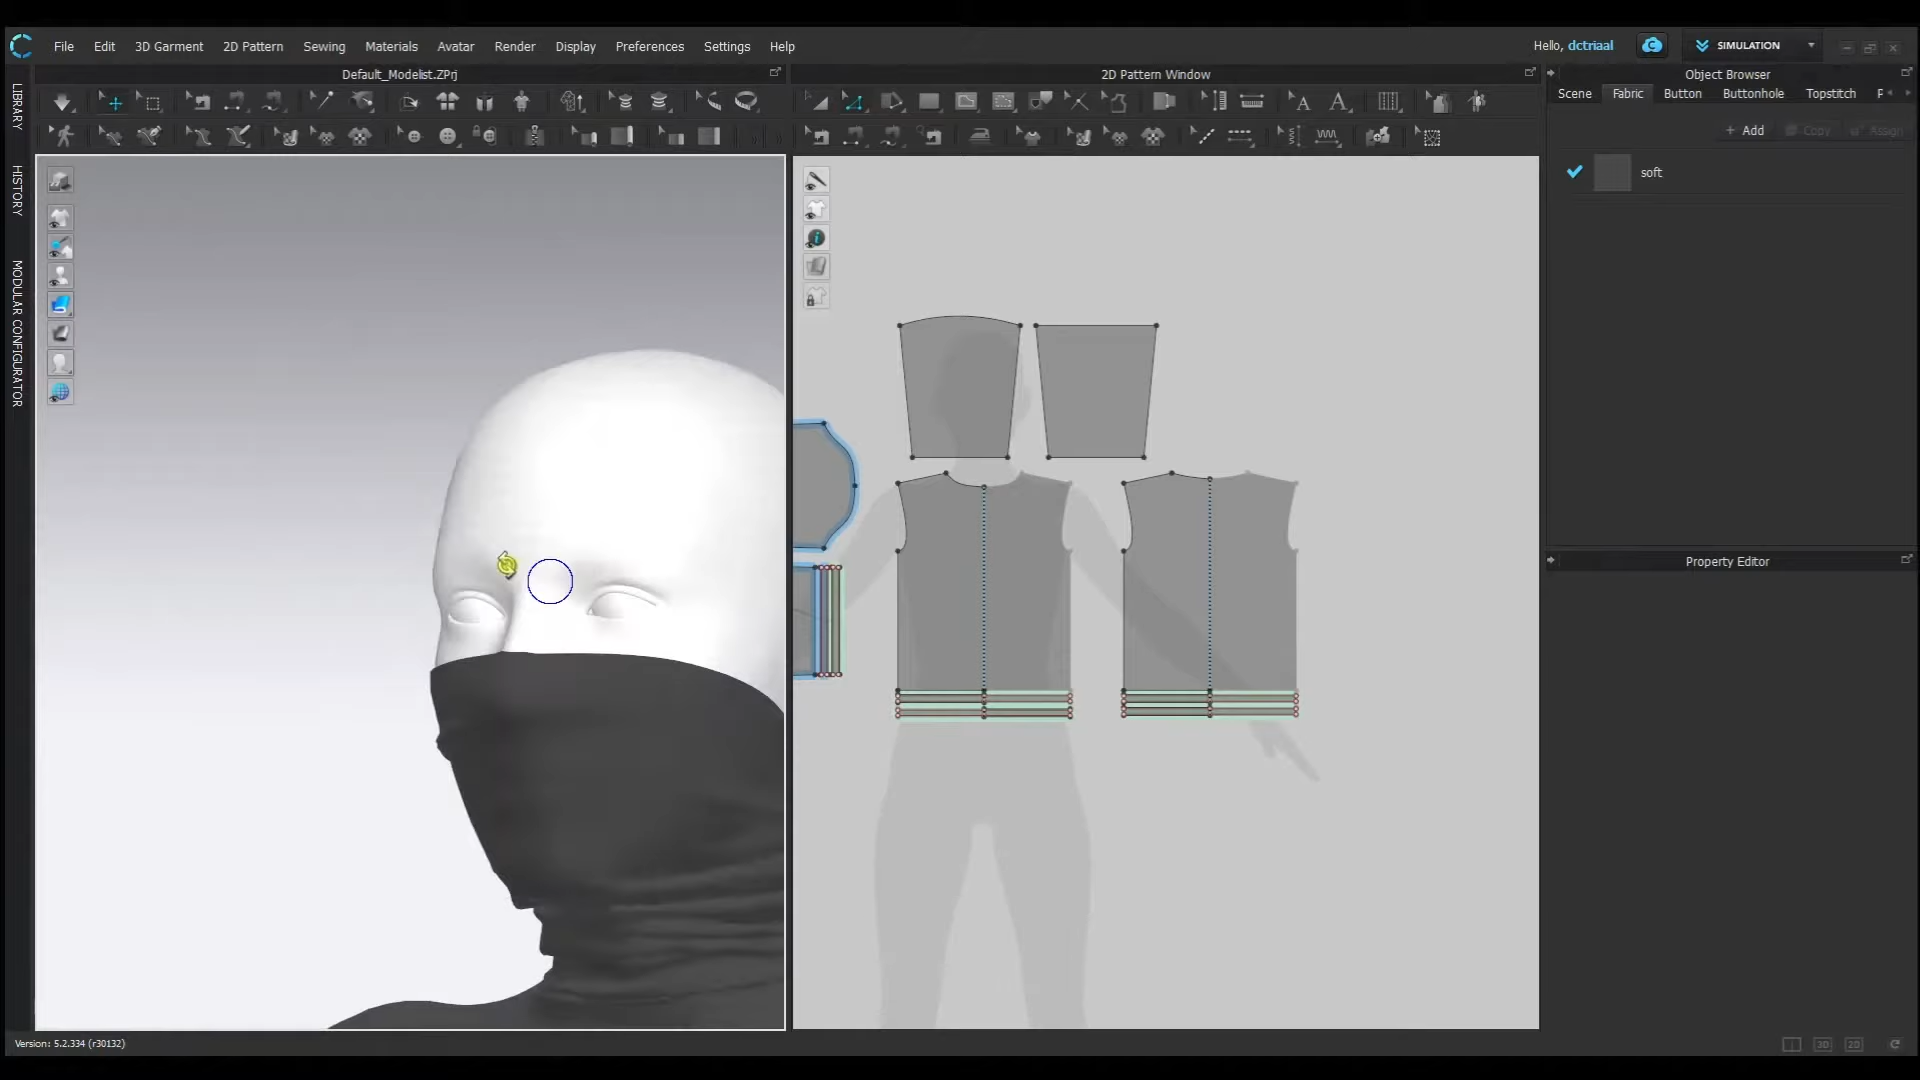 File Edit 3D Garment 2D Pattern Sewing Materials Avatar Render Display Preferences Settings Help
Hello, dctriaal
SIMULATION
Default_Modelist.ZPrj
2D Pattern Window
Object Browser
Scene Fabric Button Buttonhole Topstitch
+ Add Copy Assign
soft
LIBRARY
HISTORY
MODULAR CONFIGURATOR
Property Editor
Version: 5.2.334 (r30132)
3D 2D